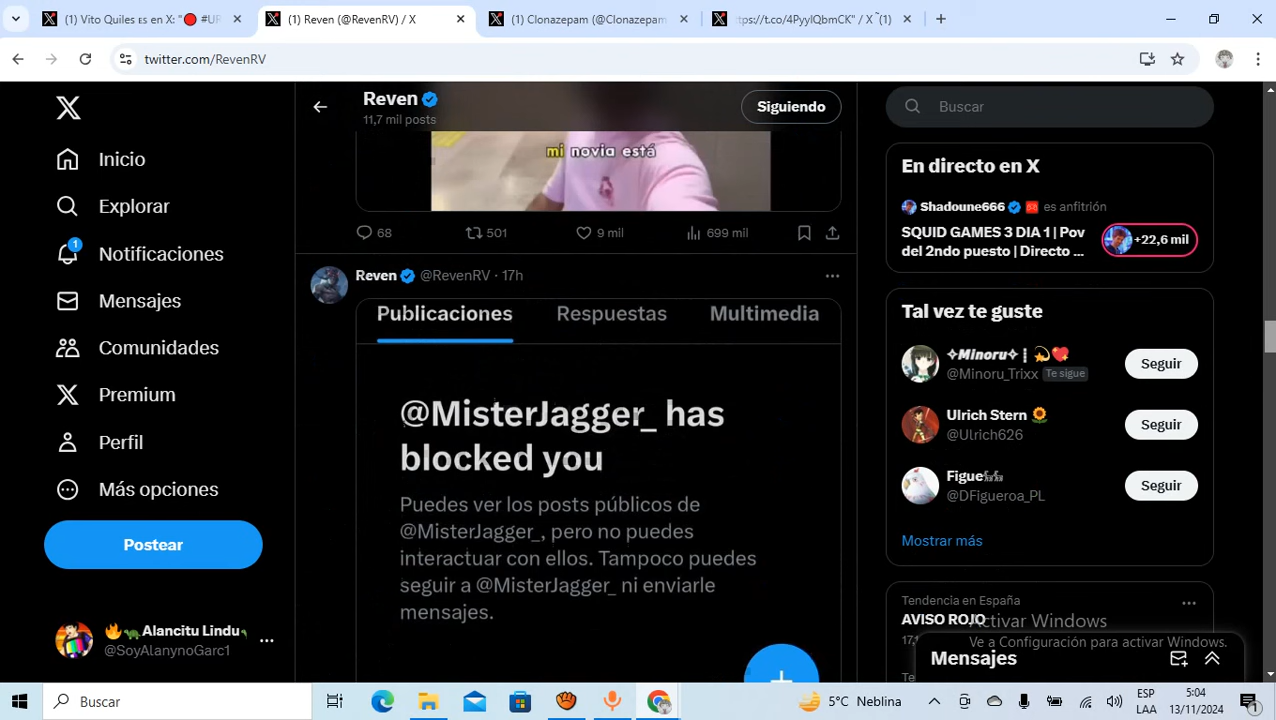 (1) Vito Quiles 𝗘𝗦 es en X: "🔴 #UR
(1) Reven (@RevenRV) / X
(1) Clonazepam (@Clonazepam
ttps://t.co/4PyylQbmCK" / X (1)
twitter.com/RevenRV
Inicio
Explorar
1
Notificaciones
Mensajes
Comunidades
Premium
Perfil
Más opciones
Postear
🔥🦖Alancitu Lindu
@SoyAlanynoGarc1
Reven
11,7 mil posts
Siguiendo
mi novia está
68
501
9 mil
699 mil
Reven @RevenRV · 17h
Publicaciones Respuestas Multimedia
@MisterJagger_ has
blocked you
Puedes ver los posts públicos de
@MisterJagger_, pero no puedes
interactuar con ellos. Tampoco puedes
seguir a @MisterJagger_ ni enviarle
mensajes.
Buscar
En directo en X
Shadoune666 es anfitrión
SQUID GAMES 3 DIA 1 | Pov
del 2ndo puesto | Directo ...
+22,6 mil
Tal vez te guste
✧Minoru✧┋💫💖
@Minoru_Trixx Te sigue
Seguir
Ulrich Stern 🌻
@Ulrich626
Seguir
Figue
@DFigueroa_PL
Seguir
Mostrar más
Tendencia en España
AVISO ROJO
Activar Windows
Ve a Configuración para activar Windows.
Mensajes
Buscar
5°C Neblina
ESP
LAA
5:04
13/11/2024
1